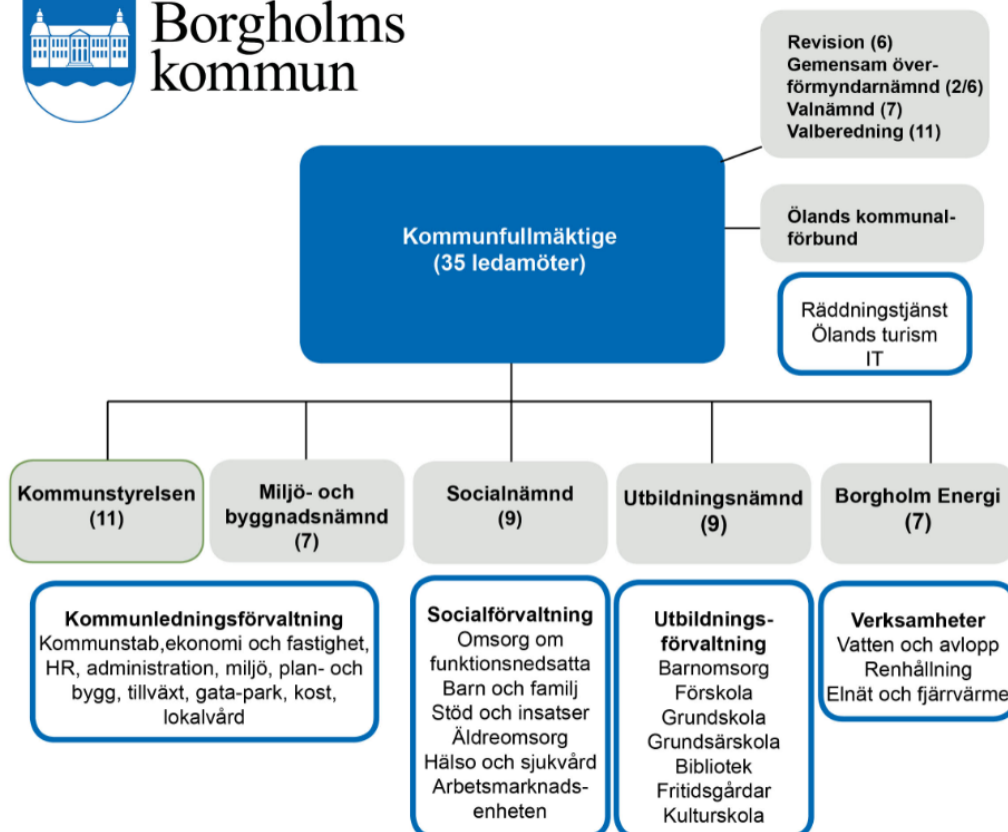 Borgholms
kommun
Revision (6)
Gemensam över-
förmyndarnämnd (2/6)
Valnämnd (7)
Valberedning (11)
Kommunfullmäktige
(35 ledamöter)
Ölands kommunal-
förbund
Räddningstjänst
Ölands turism
IT
Kommunstyrelsen
(11)
Miljö- och
byggnadsnämnd
(7)
Socialnämnd
(9)
Utbildningsnämnd
(9)
Borgholm Energi
(7)
Kommunledningsförvaltning
Kommunstab,ekonomi och fastighet,
HR, administration, miljö, plan- och
bygg, tillväxt, gata-park, kost,
lokalvård
Socialförvaltning
Omsorg om
funktionsnedsatta
Barn och familj
Stöd och insatser
Äldreomsorg
Hälso och sjukvård
Arbetsmarknads-
enheten
Utbildnings-
förvaltning
Barnomsorg
Förskola
Grundskola
Grundsärskola
Bibliotek
Fritidsgårdar
Kulturskola
Verksamheter
Vatten och avlopp
Renhållning
Elnät och fjärrvärme